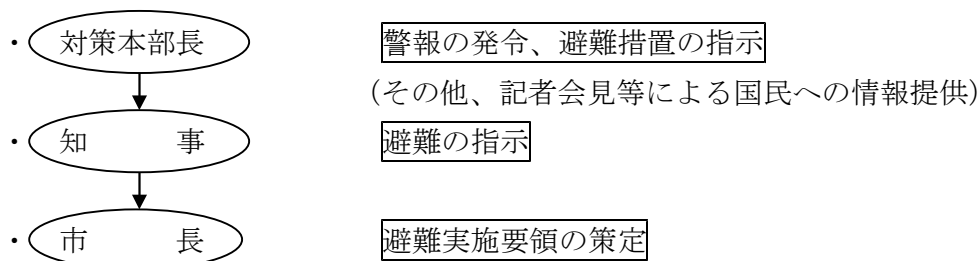 ・対策本部長 警報の発令、避難措置の指示
(その他、記者会見等による国民への情報提供)
・知　　事 避難の指示
・市　　長 避難実施要領の策定